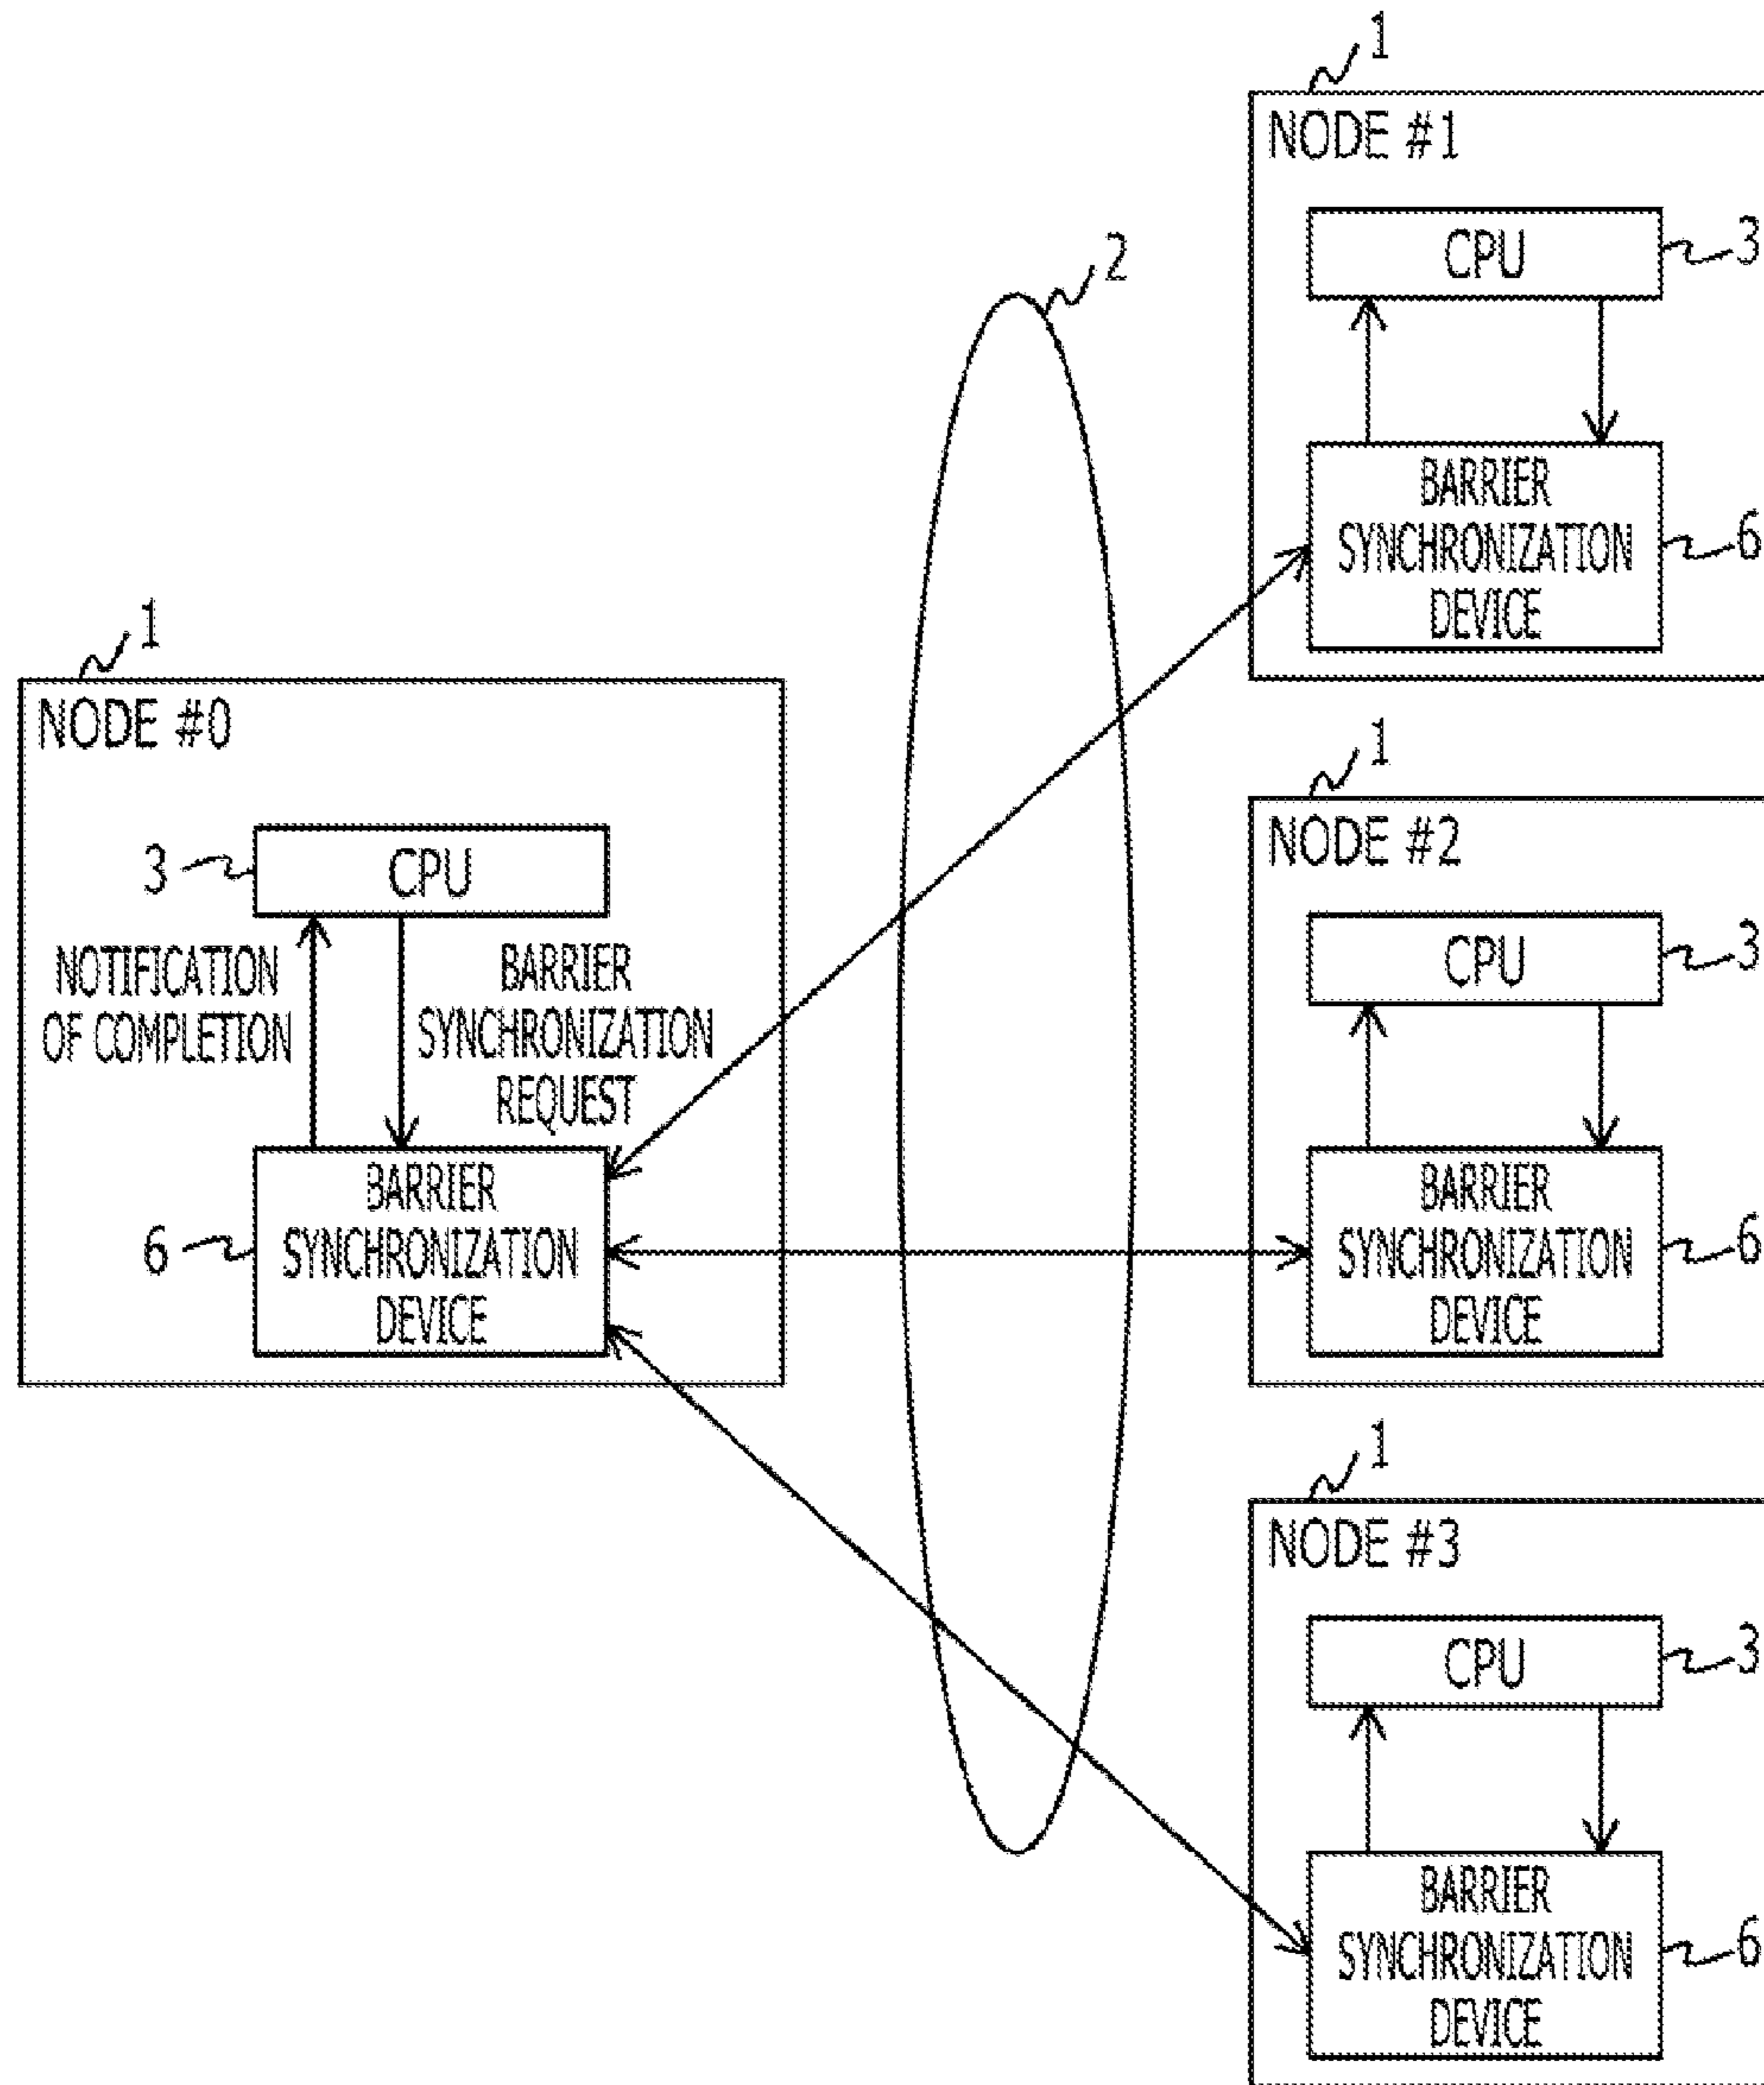 1
NODE #1
CPU
3
BARRIER
SYNCHRONIZATION
DEVICE
6
2
1
NODE #0
3
CPU
NOTIFICATION
OF COMPLETION
BARRIER
SYNCHRONIZATION
REQUEST
6
BARRIER
SYNCHRONIZATION
DEVICE
1
NODE #2
CPU
3
BARRIER
SYNCHRONIZATION
DEVICE
6
1
NODE #3
CPU
3
BARRIER
SYNCHRONIZATION
DEVICE
6